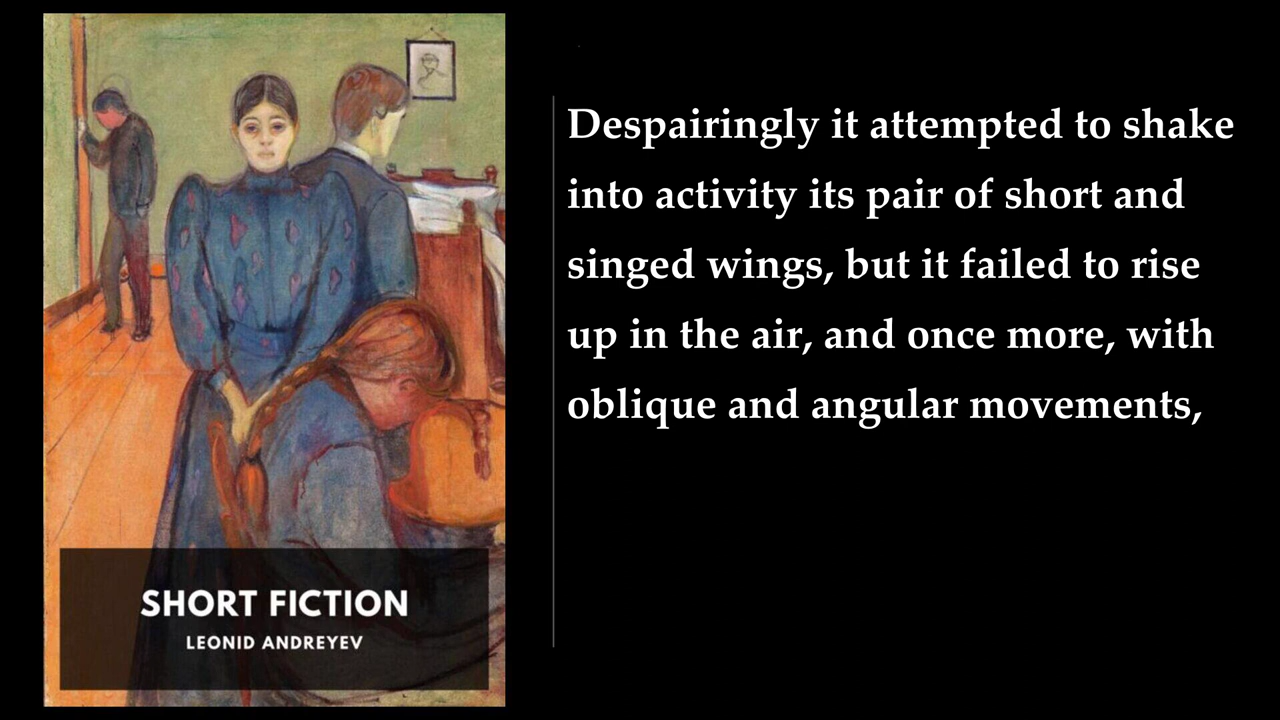 Despairingly it attempted to shake
into activity its pair of short and
singed wings, but it failed to rise
up in the air, and once more, with
oblique and angular movements,
SHORT FICTION
LEONID ANDREYEV